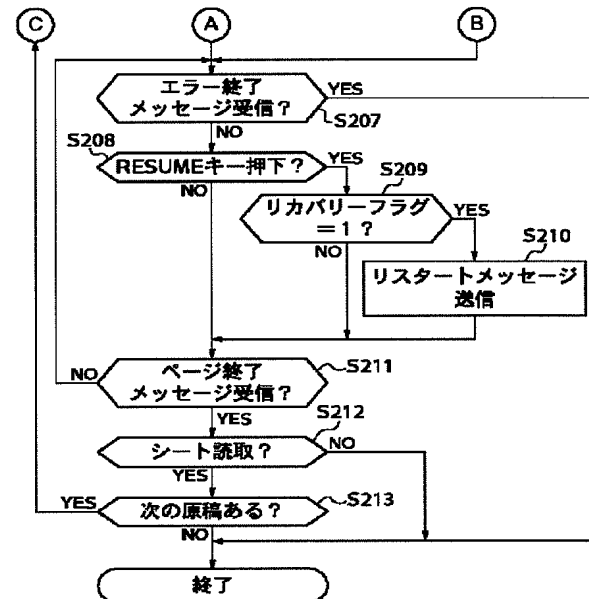 C
A
B
エラー終了
メッセージ受信？
YES
S207
NO
S208
RESUMEキー押下？
YES
NO
S209
リカバリーフラグ
＝1？
YES
NO
S210
リスタートメッセージ
送信
ページ終了
メッセージ受信？
S211
NO
YES
S212
シート読取？
NO
YES
次の原稿ある？
S213
YES
NO
終了